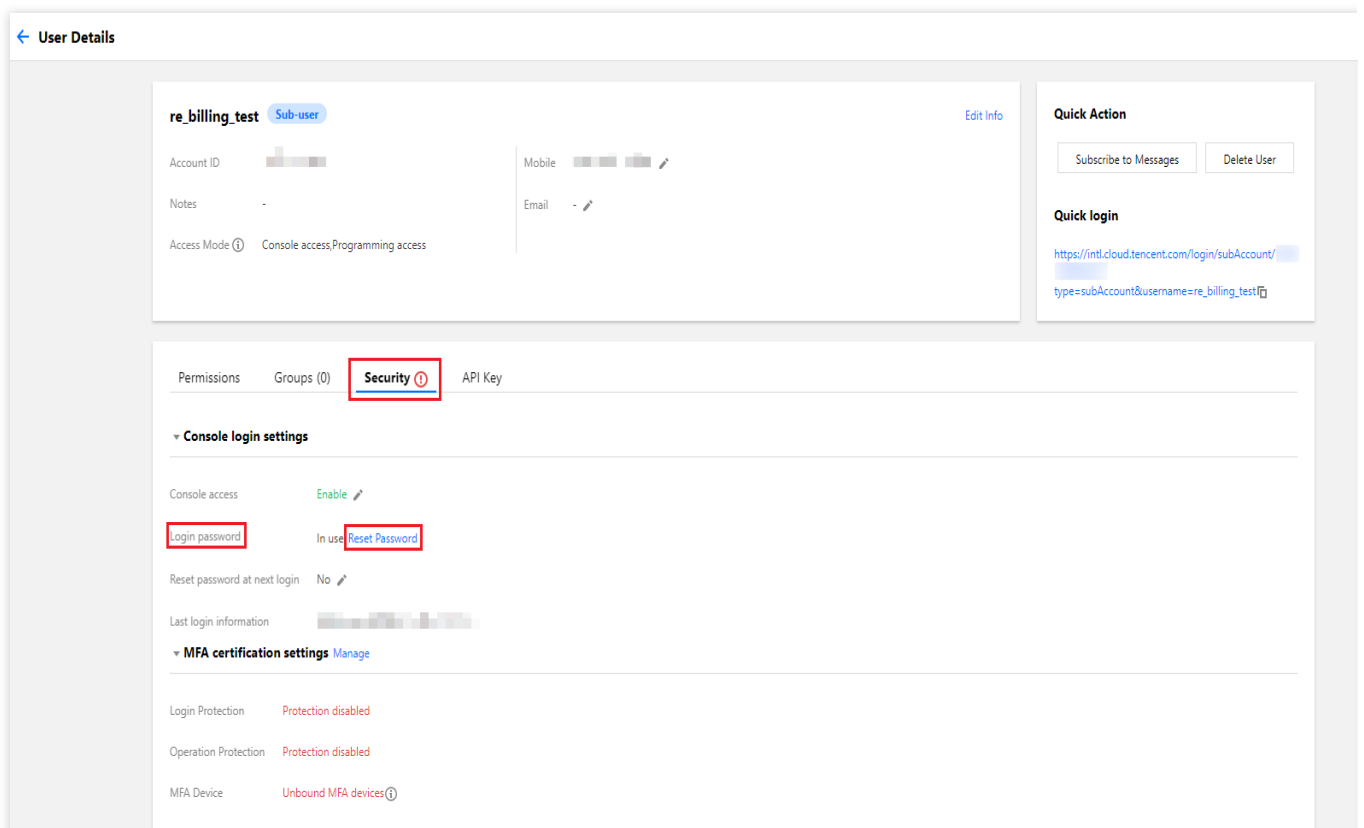 User Details
re_billing_test Sub-user Edit Info
Account ID
Mobile
Notes -
Email -
Access Mode Console access,Programming access
Quick Action
Subscribe to Messages Delete User
Quick login
https://intl.cloud.tencent.com/login/subAccount/
type=subAccount&username=re_billing_test
Permissions Groups (0) Security API Key
Console login settings
Console access Enable
Login password In use Reset Password
Reset password at next login No
Last login information
MFA certification settings Manage
Login Protection Protection disabled
Operation Protection Protection disabled
MFA Device Unbound MFA devices